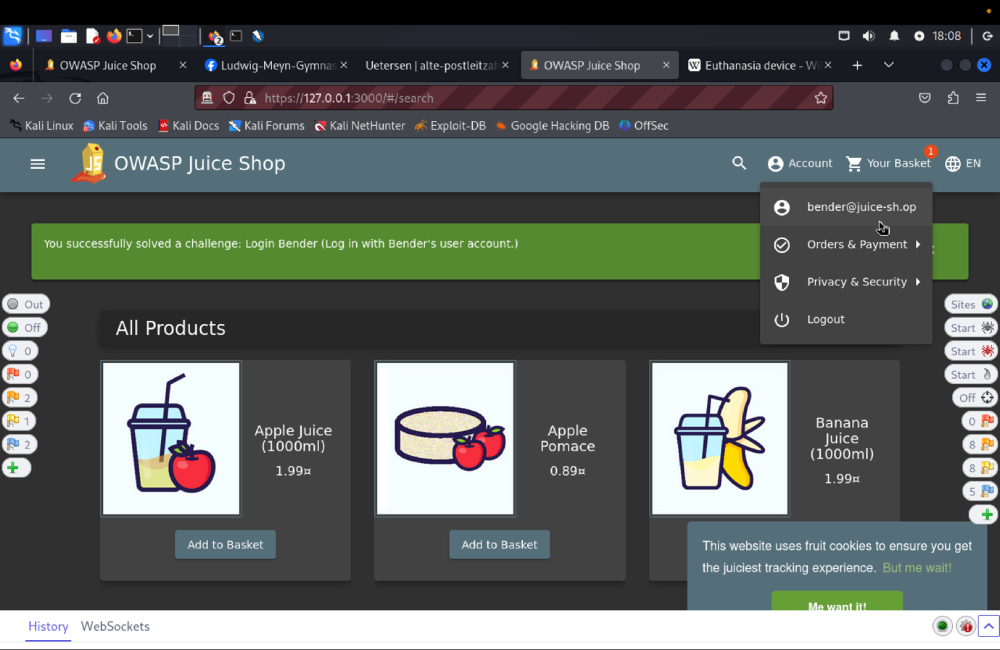 18:08
OWASP Juice Shop
Ludwig-Meyn-Gymnas
Uetersen | alte-postleitzah
OWASP Juice Shop
Euthanasia device - Wi
https://127.0.0.1:3000/#/search
Kali Linux
Kali Tools
Kali Docs
Kali Forums
Kali NetHunter
Exploit-DB
Google Hacking DB
OffSec
OWASP Juice Shop
Account
Your Basket
1
EN
bender@juice-sh.op
Orders & Payment
Privacy & Security
Logout
You successfully solved a challenge: Login Bender (Log in with Bender's user account.)
Out
Off
0
0
2
1
2
Sites
Start
Start
Start
Off
0
8
8
5
All Products
Apple Juice
(1000ml)
1.99¤
Add to Basket
Apple
Pomace
0.89¤
Add to Basket
Banana
Juice
(1000ml)
1.99¤
This website uses fruit cookies to ensure you get
the juiciest tracking experience. But me wait!
Me want it!
History
WebSockets